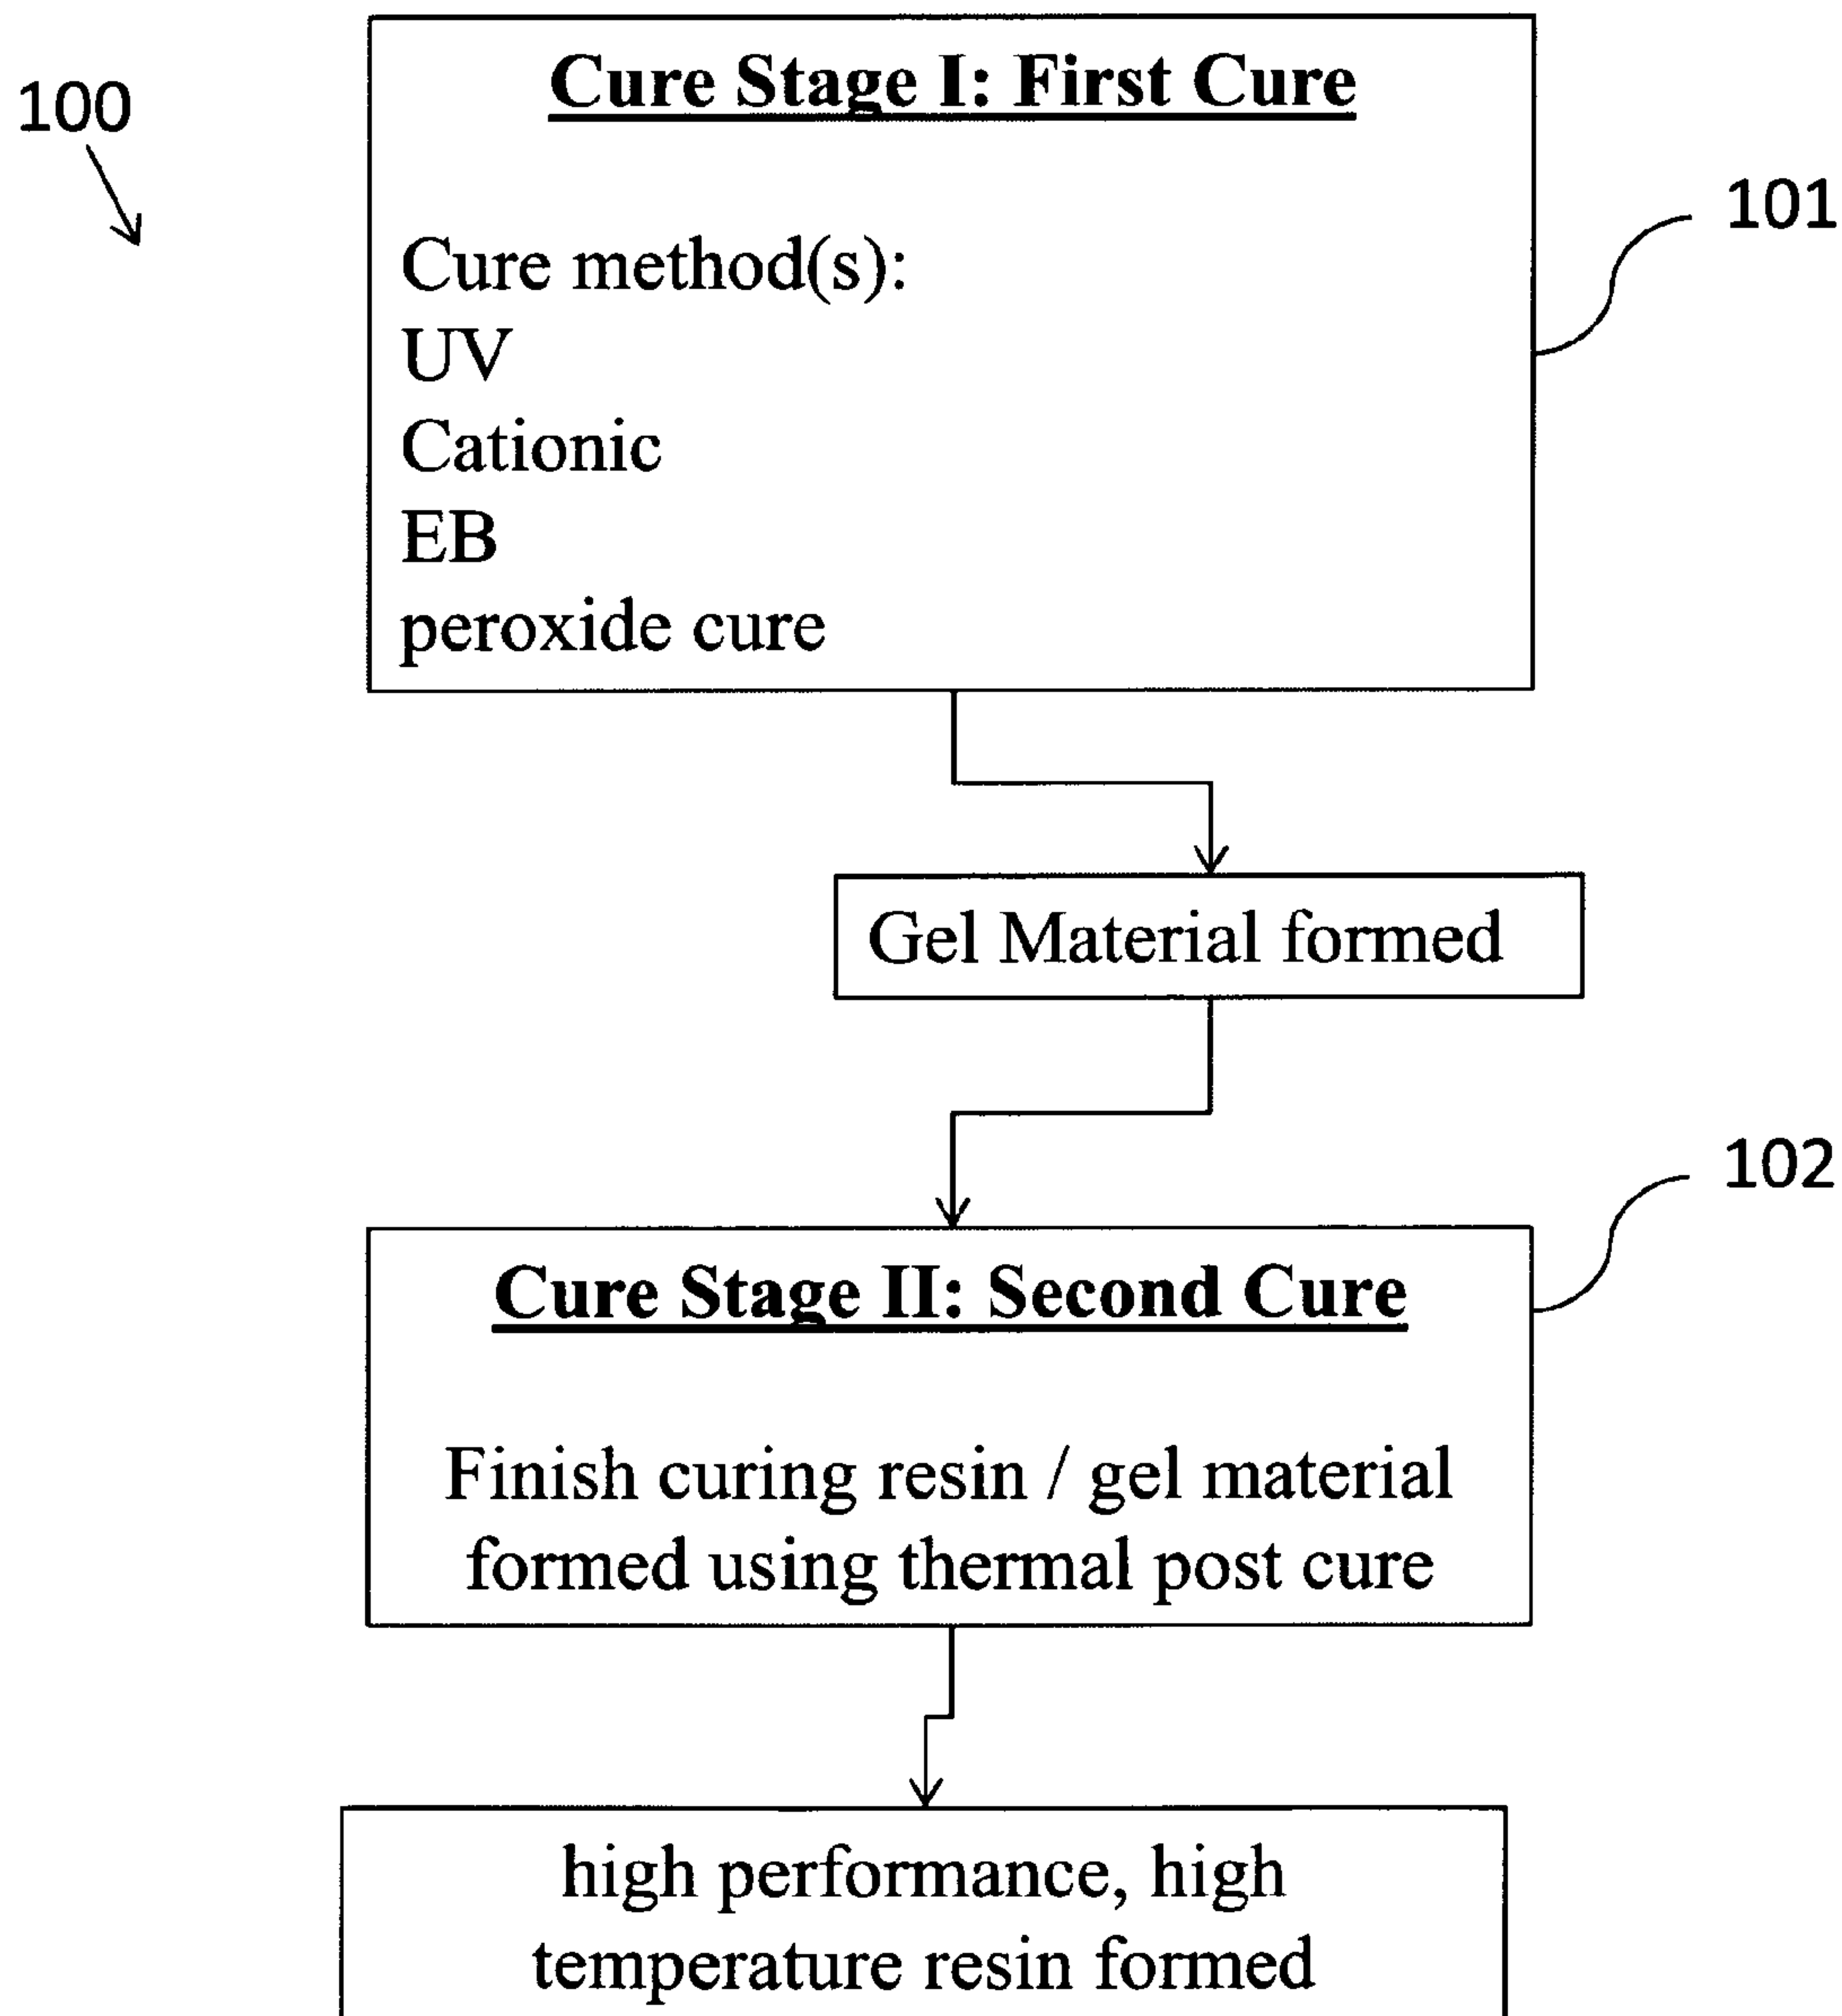 Cure Stage I: First Cure
100
101
Cure method(s):
UV
Cationic
EB
peroxide cure
Gel Material formed
102
Cure Stage II: Second Cure
Finish curing resin / gel material
formed using thermal post cure
high performance, high
temperature resin formed